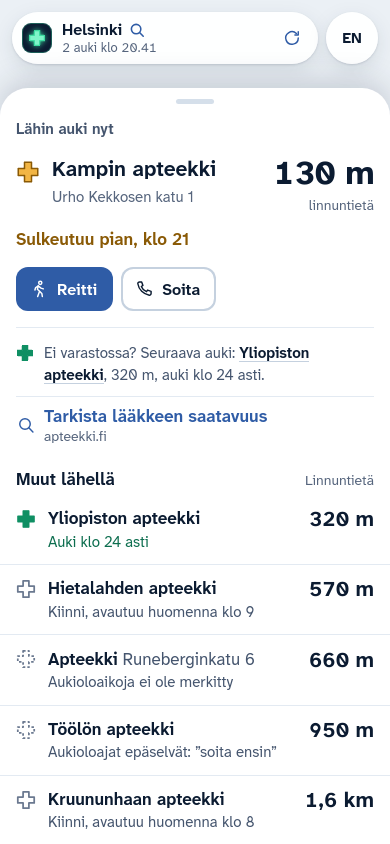 Helsinki
2 auki klo 20.41
EN
Lähin auki nyt
Kampin apteekki
130 m
Urho Kekkosen katu 1
linnuntietä
Sulkeutuu pian, klo 21
Reitti
Soita
Ei varastossa? Seuraava auki: Yliopiston
apteekki, 320 m, auki klo 24 asti.
Tarkista lääkkeen saatavuus
apteekki.fi
Muut lähellä
Linnuntietä
Yliopiston apteekki
320 m
Auki klo 24 asti
Hietalahden apteekki
570 m
Kiinni, avautuu huomenna klo 9
Apteekki Runeberginkatu 6
660 m
Aukioloaikoja ei ole merkitty
Töölön apteekki
950 m
Aukioloajat epäselvät: ”soita ensin”
Kruununhaan apteekki
1,6 km
Kiinni, avautuu huomenna klo 8